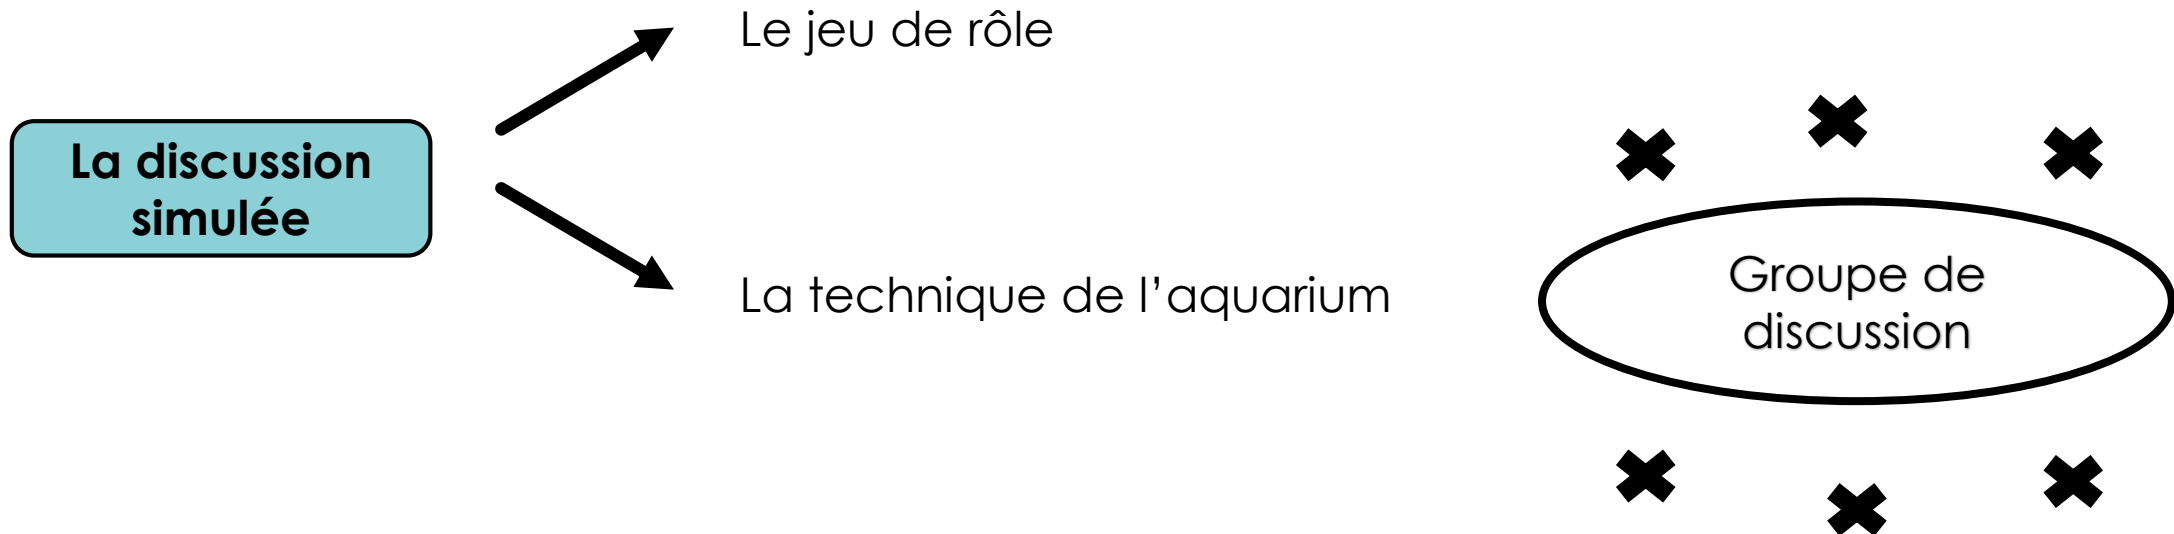 Le jeu de rôle
La discussion
simulée
La technique de l’aquarium
Groupe de
discussion